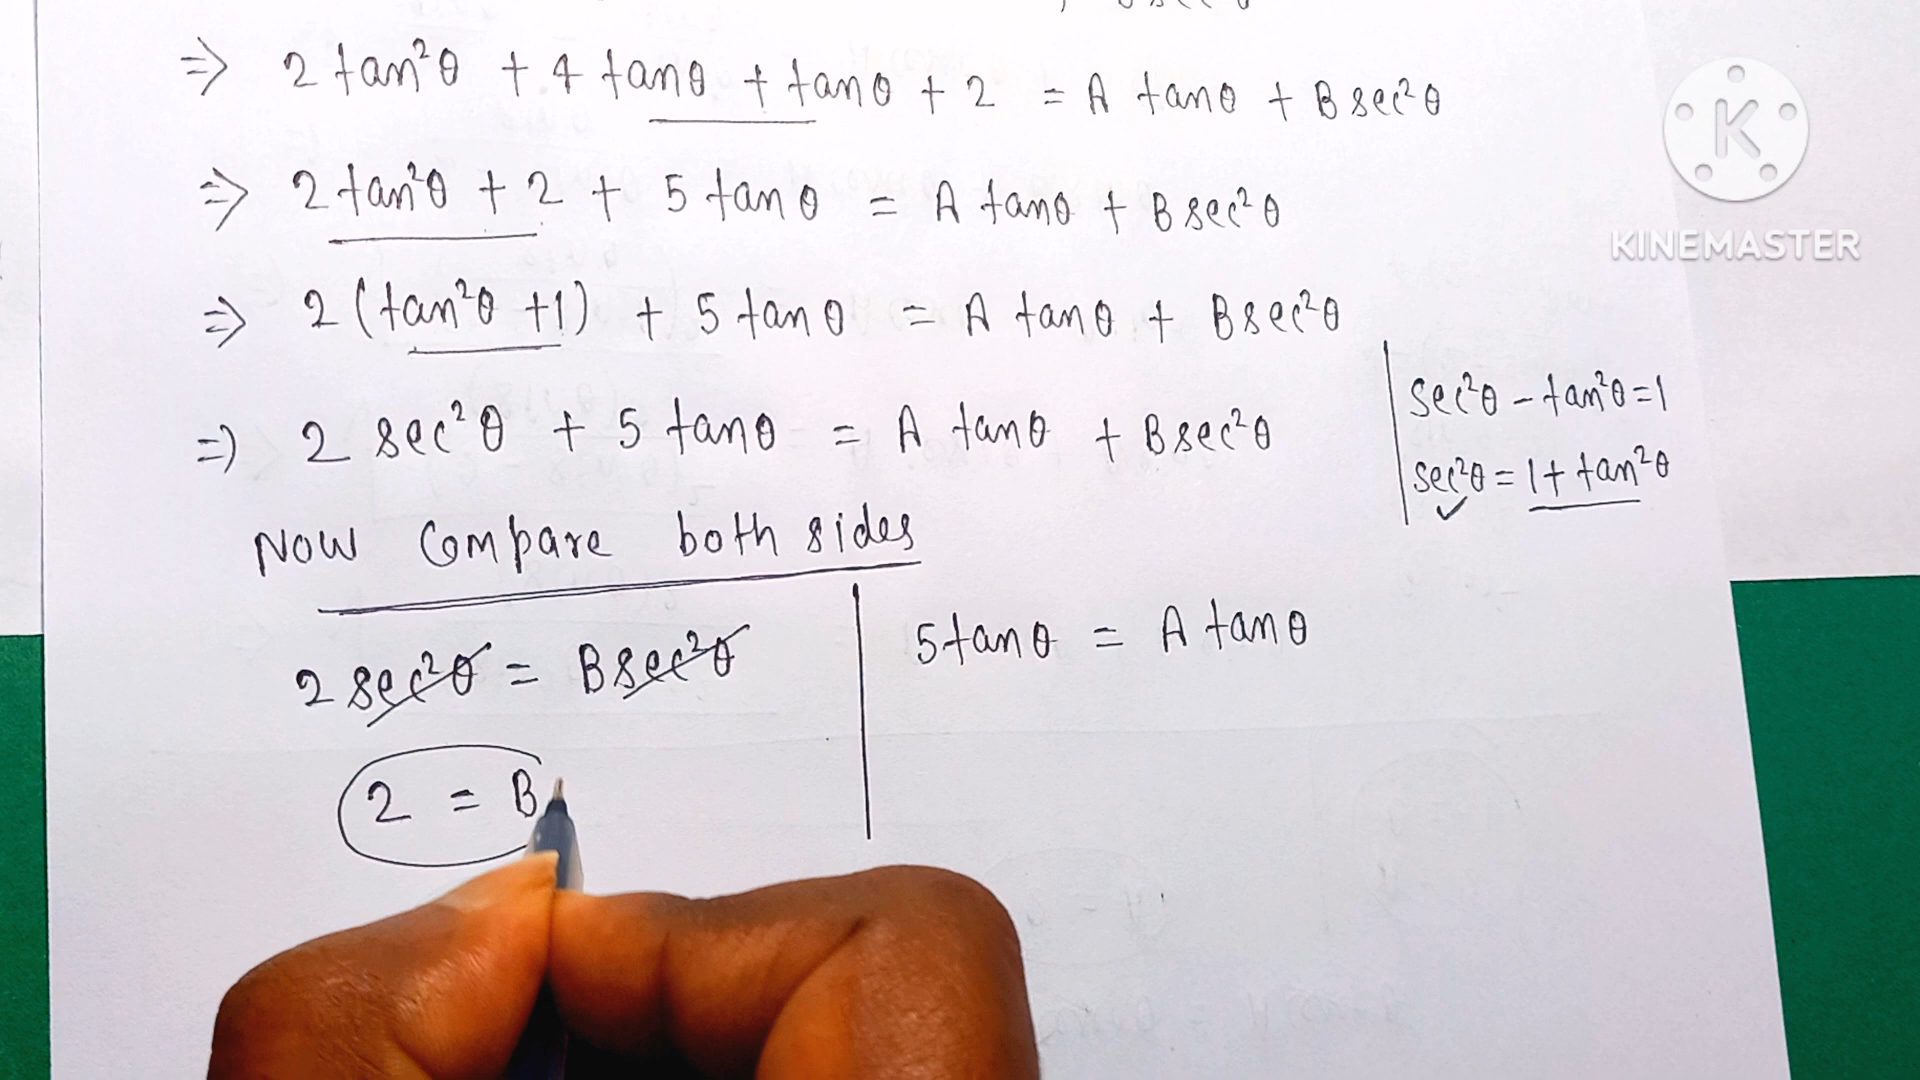 ⇒ 2 tan²θ + 4 tanθ + tanθ + 2 = A tanθ + B sec²θ
⇒ 2 tan²θ + 2 + 5 tanθ = A tanθ + B sec²θ
⇒ 2 (tan²θ + 1) + 5 tanθ = A tanθ + B sec²θ
⇒ 2 sec²θ + 5 tanθ = A tanθ + B sec²θ
sec²θ - tan²θ = 1
sec²θ = 1 + tan²θ
Now Compare both sides
2 sec²θ = B sec²θ
2 = B
5 tanθ = A tanθ
K
KINEMASTER